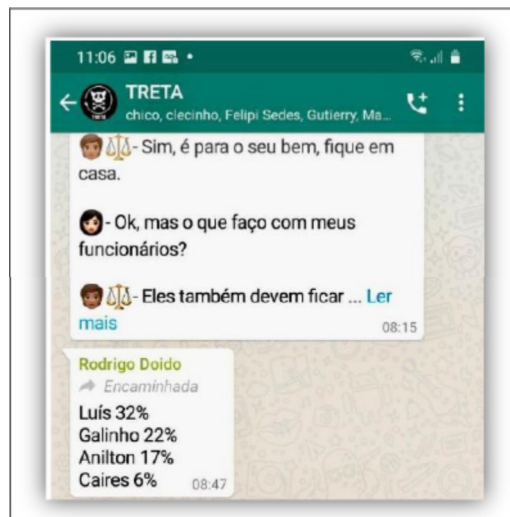 11:06
TRETA
chico, clecinho, Felipi Sedes, Gutierry, Ma...
- Sim, é para o seu bem, fique em
casa.
- Ok, mas o que faço com meus
funcionários?
- Eles também devem ficar ... Ler
mais
08:15
Rodrigo Doido
Encaminhada
Luís 32%
Galinho 22%
Anilton 17%
Caires 6%
08:47